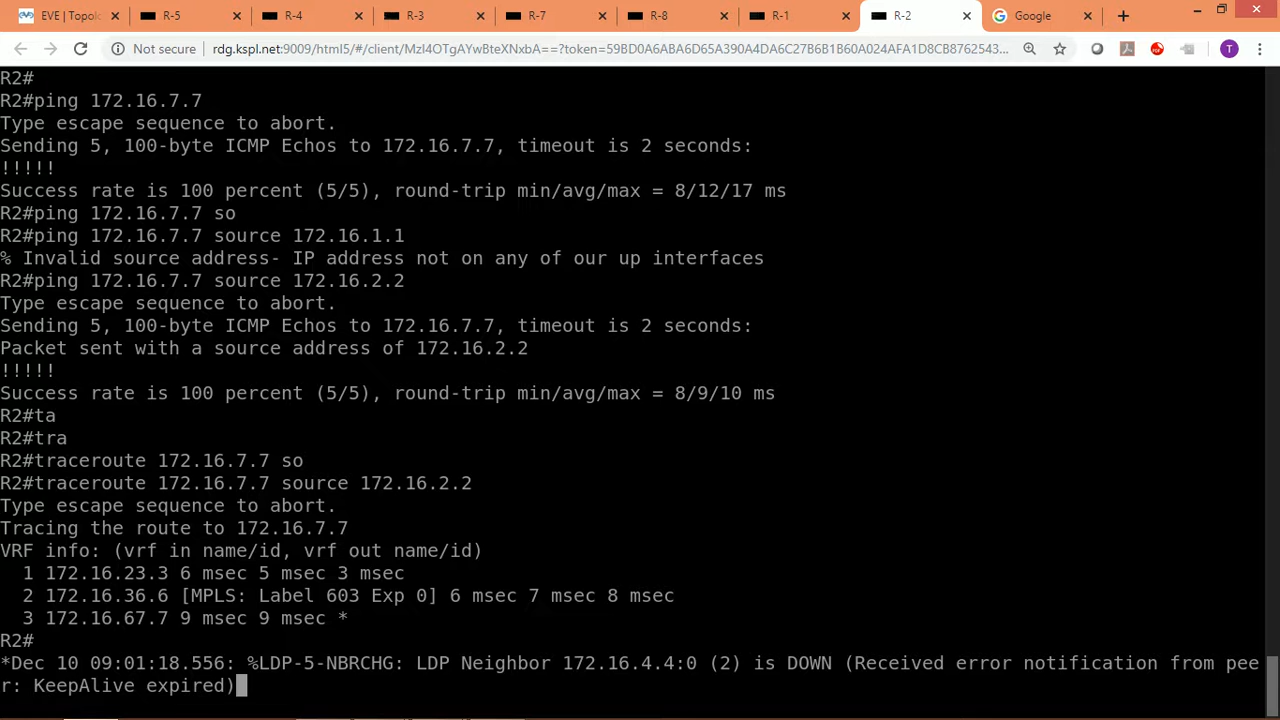 EVE | Topolo
R-5
R-4
R-3
R-7
R-8
R-1
R-2
Google
Not secure
rdg.kspl.net:9009/html5/#/client/MzI4OTgAYwBteXNxbA==?token=59BD0A6ABA6D65A390A4DA6C27B6B1B60A024AFA1D8CB8762543...
T
R2#
R2#ping 172.16.7.7
Type escape sequence to abort.
Sending 5, 100-byte ICMP Echos to 172.16.7.7, timeout is 2 seconds:
!!!!!
Success rate is 100 percent (5/5), round-trip min/avg/max = 8/12/17 ms
R2#ping 172.16.7.7 so
R2#ping 172.16.7.7 source 172.16.1.1
% Invalid source address- IP address not on any of our up interfaces
R2#ping 172.16.7.7 source 172.16.2.2
Type escape sequence to abort.
Sending 5, 100-byte ICMP Echos to 172.16.7.7, timeout is 2 seconds:
Packet sent with a source address of 172.16.2.2
!!!!!
Success rate is 100 percent (5/5), round-trip min/avg/max = 8/9/10 ms
R2#ta
R2#tra
R2#traceroute 172.16.7.7 so
R2#traceroute 172.16.7.7 source 172.16.2.2
Type escape sequence to abort.
Tracing the route to 172.16.7.7
VRF info: (vrf in name/id, vrf out name/id)
1 172.16.23.3 6 msec 5 msec 3 msec
2 172.16.36.6 [MPLS: Label 603 Exp 0] 6 msec 7 msec 8 msec
3 172.16.67.7 9 msec 9 msec *
R2#
*Dec 10 09:01:18.556: %LDP-5-NBRCHG: LDP Neighbor 172.16.4.4:0 (2) is DOWN (Received error notification from pee
r: KeepAlive expired)